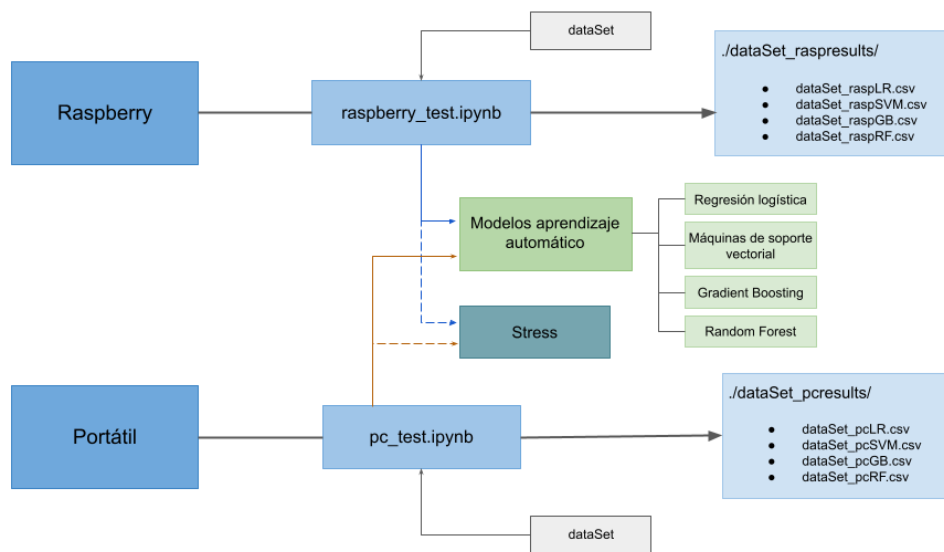 dataSet
Raspberry
raspberry_test.ipynb
./dataSet_raspresults/
● dataSet_raspLR.csv
● dataSet_raspSVM.csv
● dataSet_raspGB.csv
● dataSet_raspRF.csv
Modelos aprendizaje
automático
Regresión logística
Máquinas de soporte
vectorial
Gradient Boosting
Random Forest
Stress
Portátil
pc_test.ipynb
./dataSet_pcresults/
● dataSet_pcLR.csv
● dataSet_pcSVM.csv
● dataSet_pcGB.csv
● dataSet_pcRF.csv
dataSet